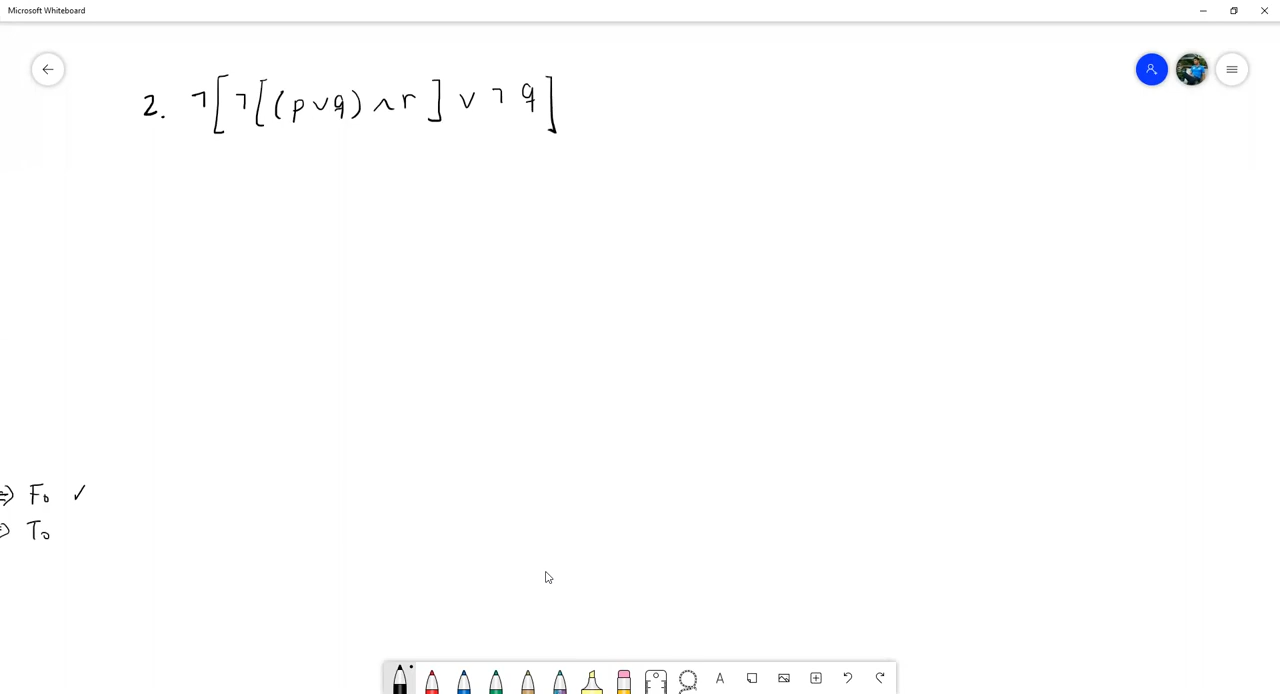 Microsoft Whiteboard
2. ¬[¬[(p∨q)∧r]∨¬q]
⇒ F₀ ✓
⇒ T₀
A